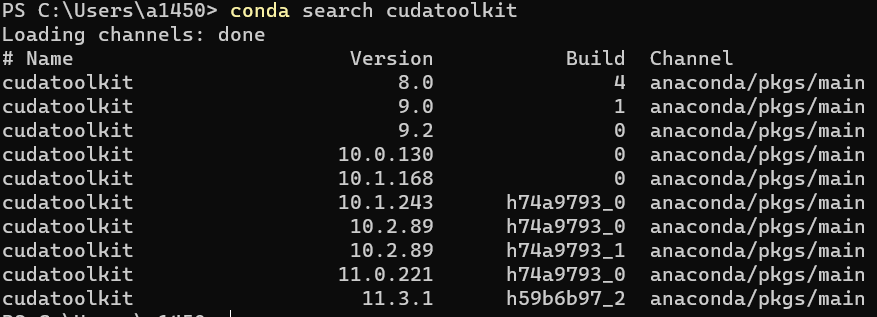 PS C:\Users\a1450> conda search cudatoolkit
Loading channels: done
# Name Version Build Channel
cudatoolkit 8.0 4 anaconda/pkgs/main
cudatoolkit 9.0 1 anaconda/pkgs/main
cudatoolkit 9.2 0 anaconda/pkgs/main
cudatoolkit 10.0.130 0 anaconda/pkgs/main
cudatoolkit 10.1.168 0 anaconda/pkgs/main
cudatoolkit 10.1.243 h74a9793_0 anaconda/pkgs/main
cudatoolkit 10.2.89 h74a9793_0 anaconda/pkgs/main
cudatoolkit 10.2.89 h74a9793_1 anaconda/pkgs/main
cudatoolkit 11.0.221 h74a9793_0 anaconda/pkgs/main
cudatoolkit 11.3.1 h59b6b97_2 anaconda/pkgs/main